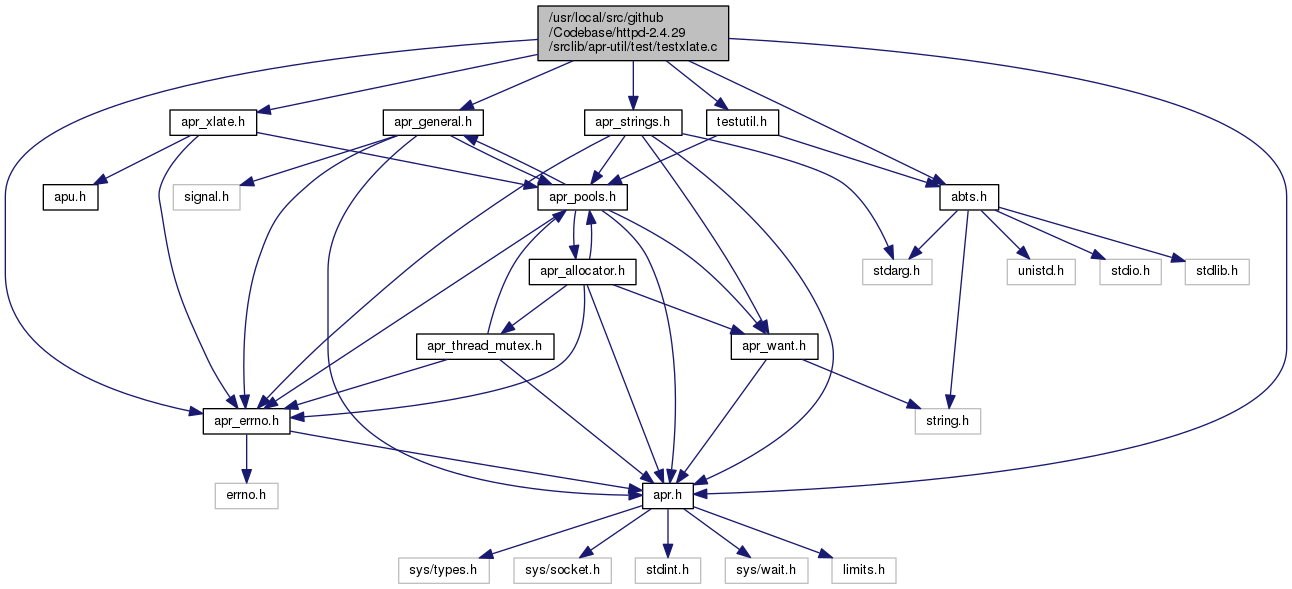 /usr/local/src/github
/Codebase/httpd-2.4.29
/srclib/apr-util/test/testxlate.c
apr_xlate.h
apr_general.h
apr_strings.h
testutil.h
apu.h
signal.h
apr_pools.h
abts.h
apr_allocator.h
stdarg.h
unistd.h
stdio.h
stdlib.h
apr_thread_mutex.h
apr_want.h
apr_errno.h
string.h
errno.h
apr.h
sys/types.h
sys/socket.h
stdint.h
sys/wait.h
limits.h